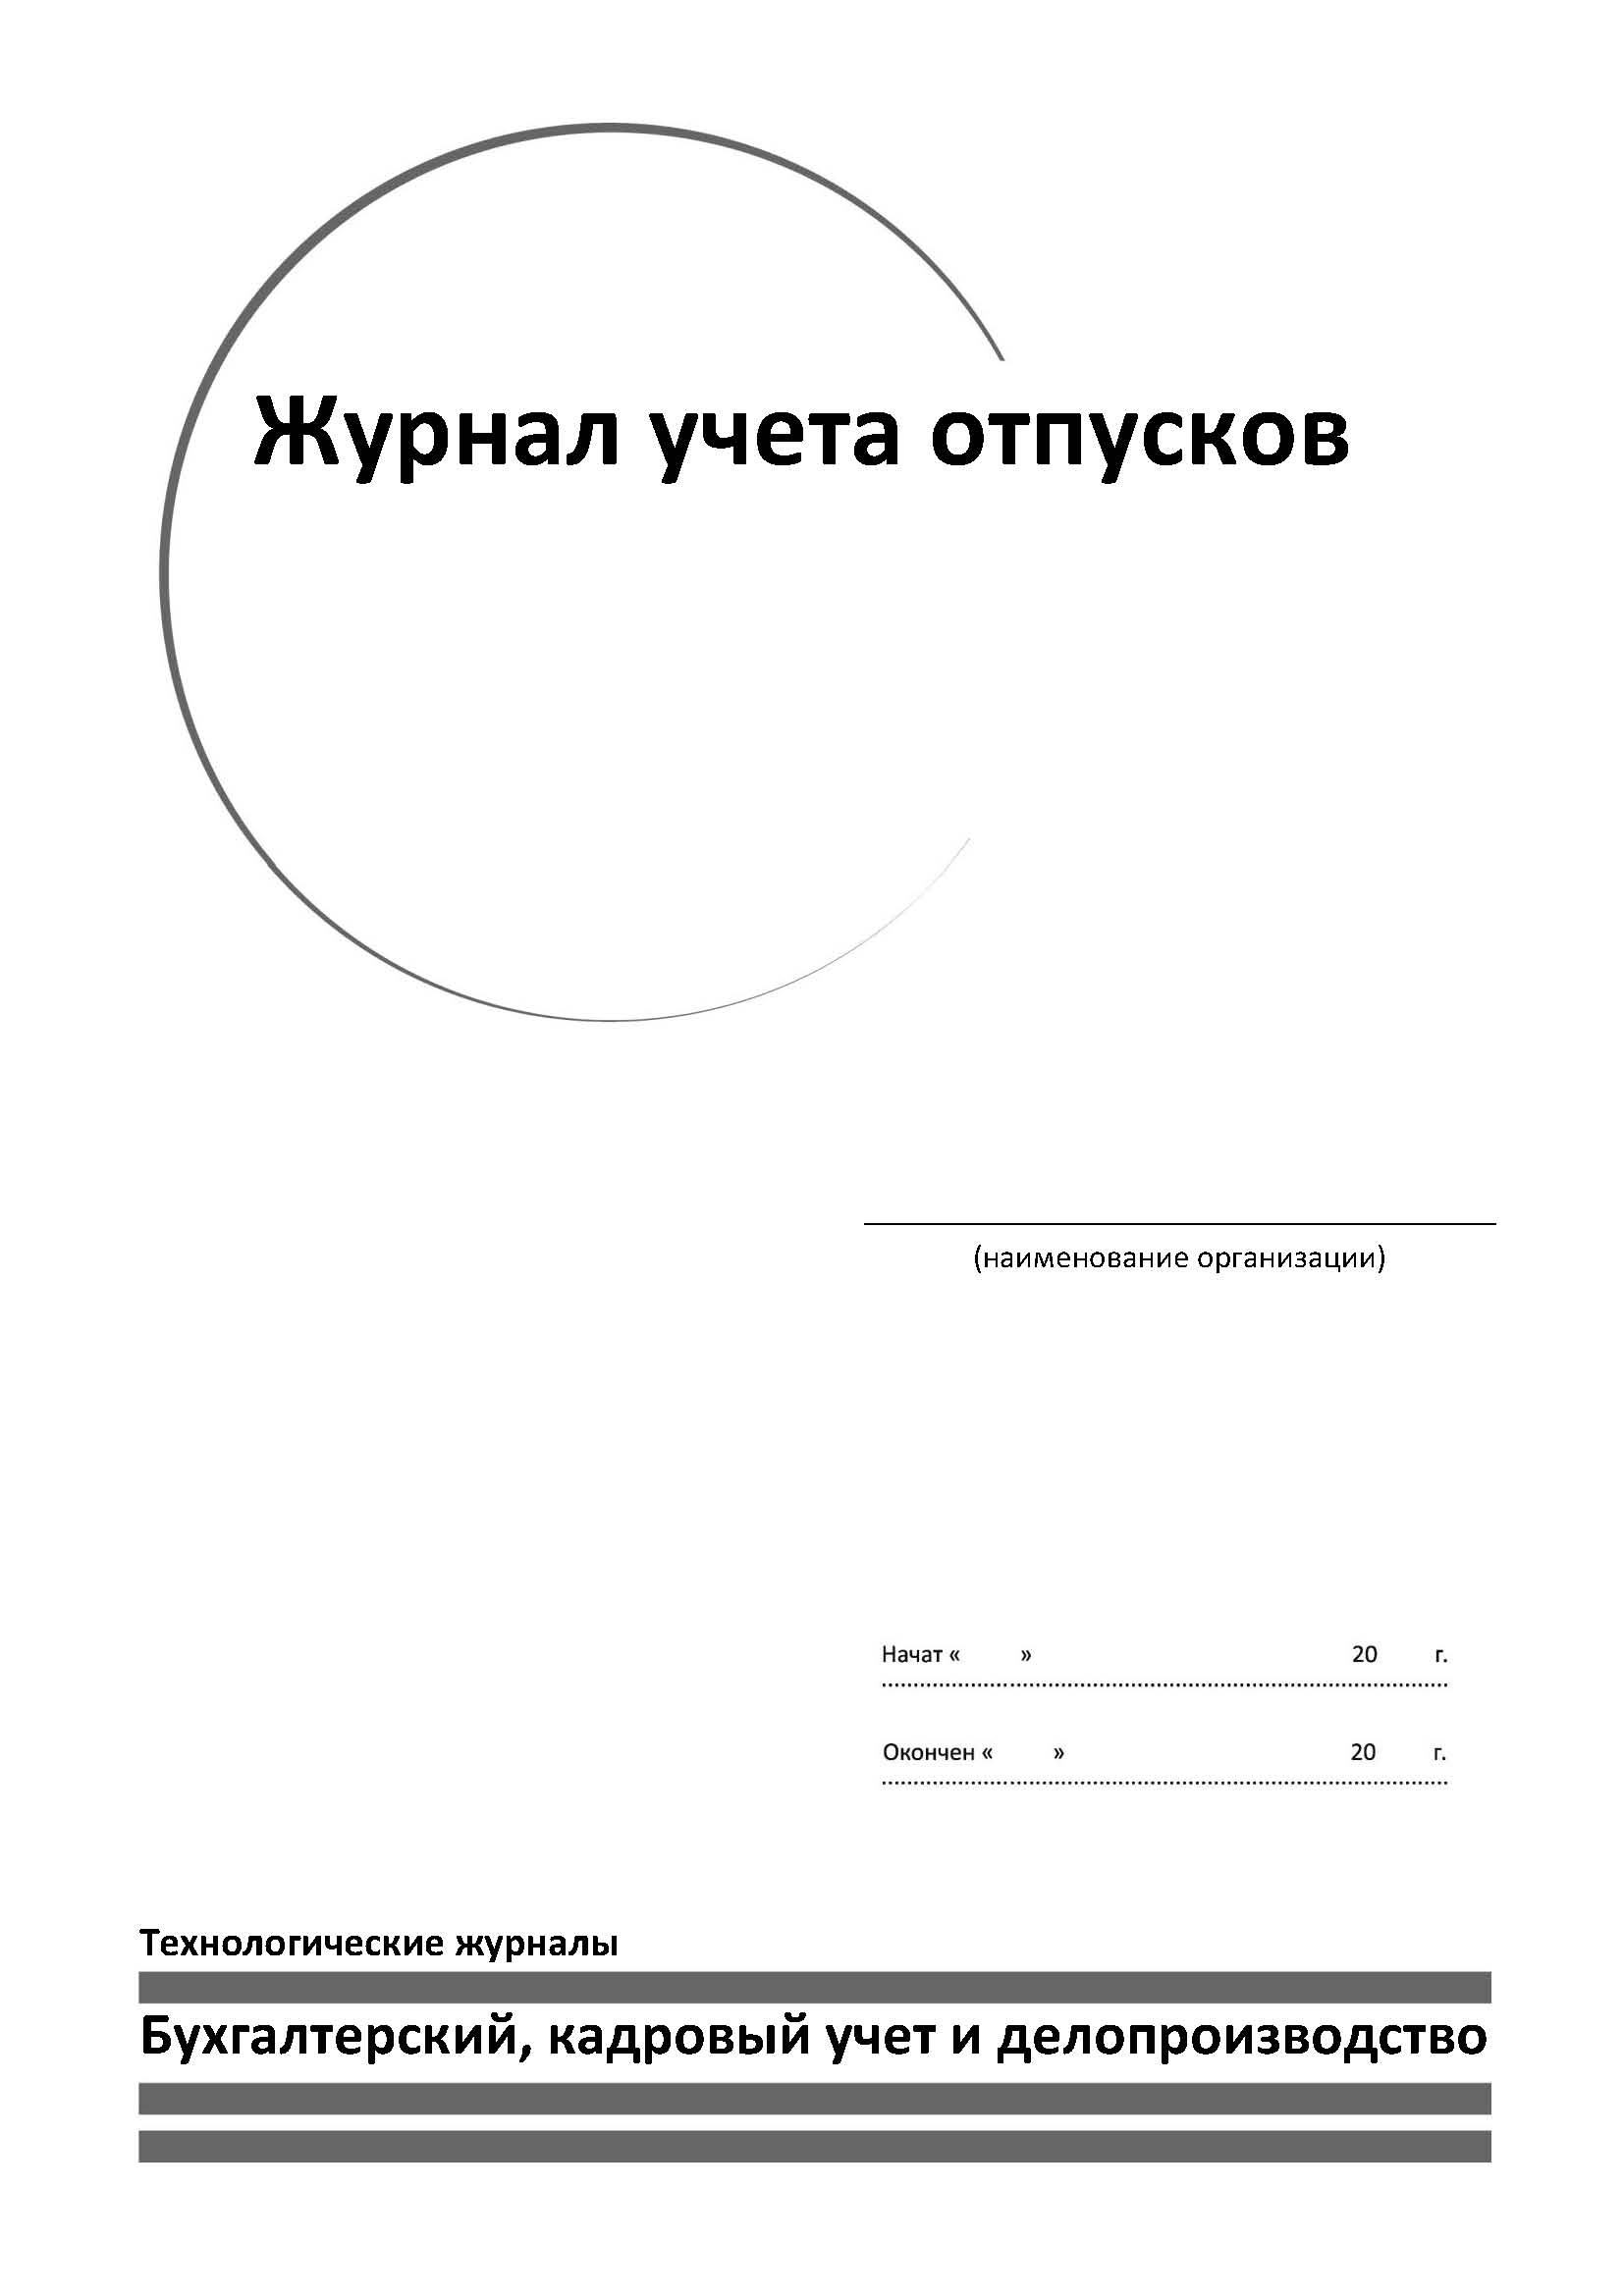 Журнал учета отпусков
(наименование организации)
Начат « » 20 г.
Окончен « » 20 г.
Технологические журналы
Бухгалтерский, кадровый учет и делопроизводство